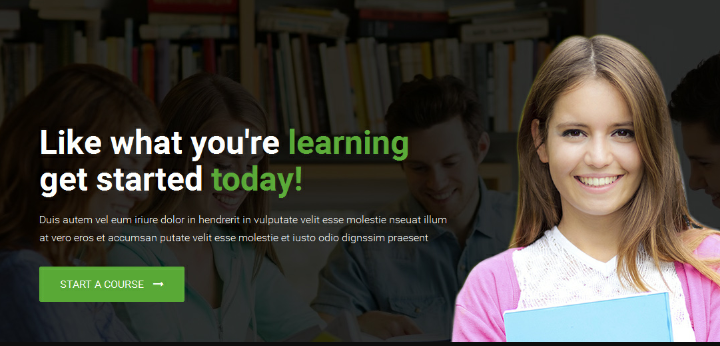 Like what you're learning
get started today!
Duis autem vel eum iriure dolor in hendrerit in vulputate velit esse molestie nseuat illum
at vero eros et accumsan putate velit esse molestie et iusto odio dignssim praesent
START A COURSE →